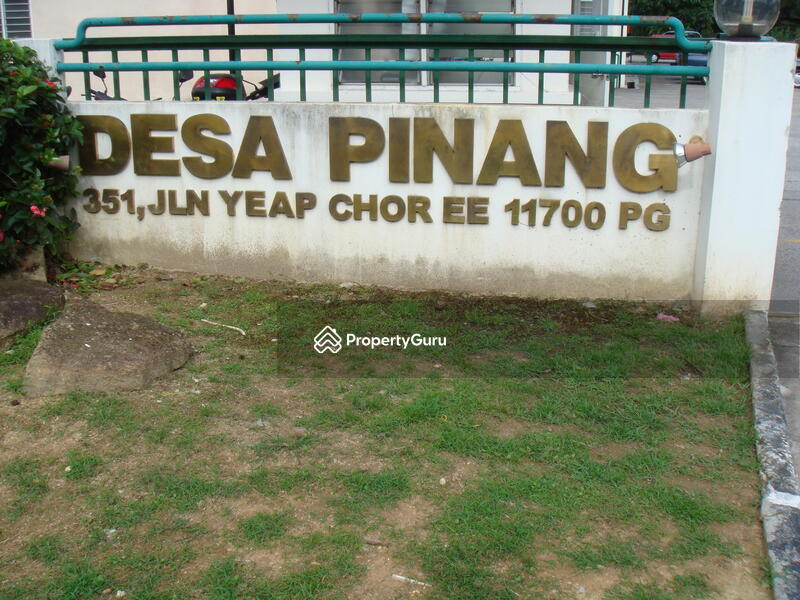 DESA PINANG
351, JLN YEAP CHOR EE 11700 PG
PropertyGuru